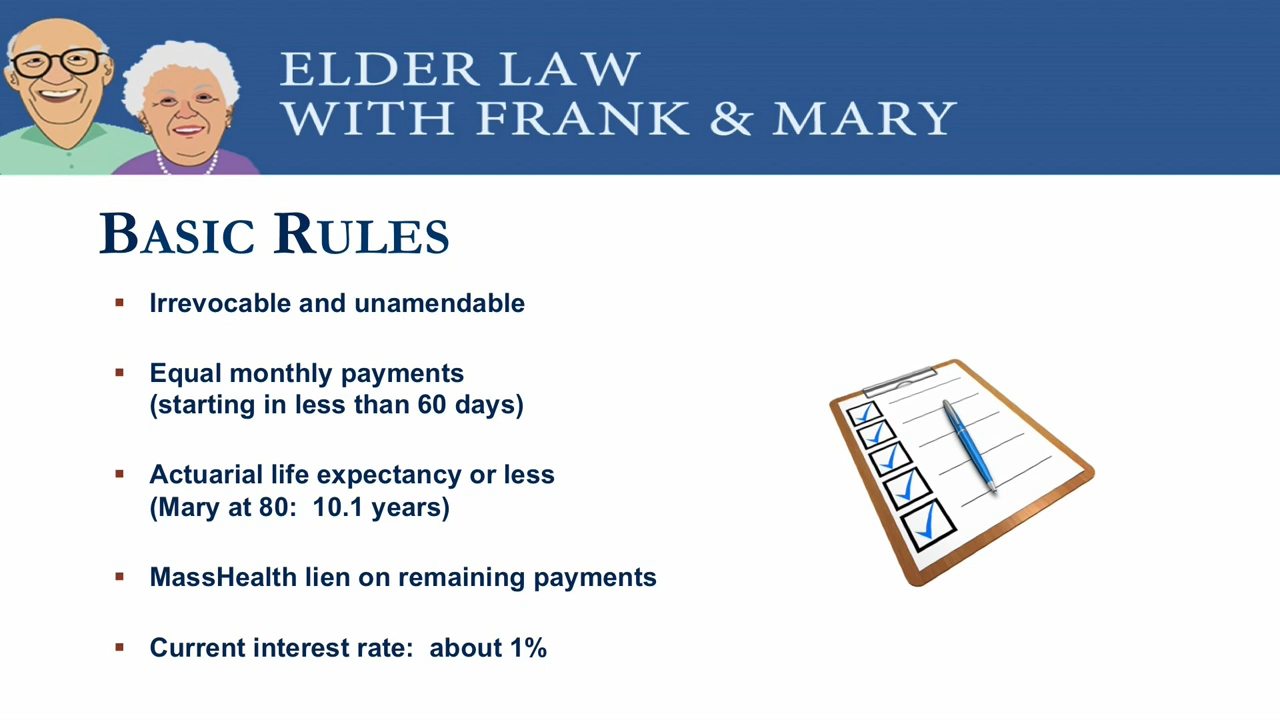 ELDER LAW
WITH FRANK & MARY
BASIC RULES
▪ Irrevocable and unamendable
▪ Equal monthly payments
(starting in less than 60 days)
▪ Actuarial life expectancy or less
(Mary at 80:  10.1 years)
▪ MassHealth lien on remaining payments
▪ Current interest rate:  about 1%